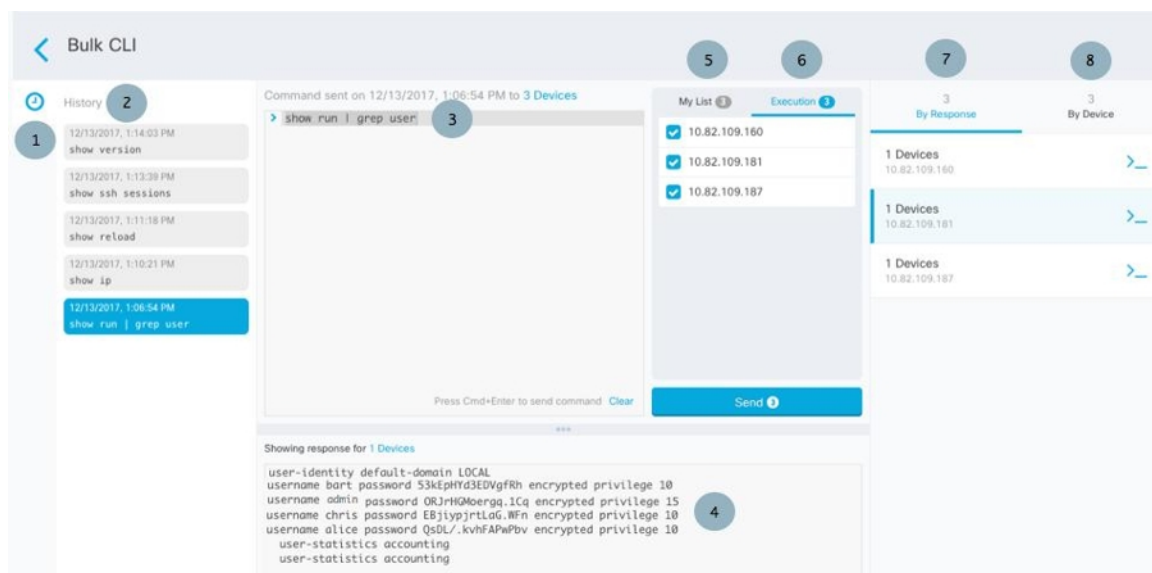 Bulk CLI
5
6
7
8
History
2
1
12/13/2017, 1:14:03 PM
show version
12/13/2017, 1:13:39 PM
show ssh sessions
12/13/2017, 1:11:18 PM
show reload
12/13/2017, 1:10:21 PM
show ip
12/13/2017, 1:06:54 PM
show run | grep user
Command sent on 12/13/2017, 1:06:54 PM to 3 Devices
> show run | grep user
3
Press Cmd+Enter to send command Clear
My List 3
Execution 3
10.82.109.160
10.82.109.181
10.82.109.187
Send 3
3
By Response
3
By Device
1 Devices
10.82.109.160
>_
1 Devices
10.82.109.181
>_
1 Devices
10.82.109.187
>_
Showing response for 1 Devices
user-identity default-domain LOCAL
username bart password 53kEpHYd3EDVgfRh encrypted privilege 10
username admin password ORJrHGMoergq.1Cq encrypted privilege 15
username chris password EBjiypjrtLaG.WFn encrypted privilege 10
username alice password QsDL/.kvhFAPwPbv encrypted privilege 10
user-statistics accounting
user-statistics accounting
4